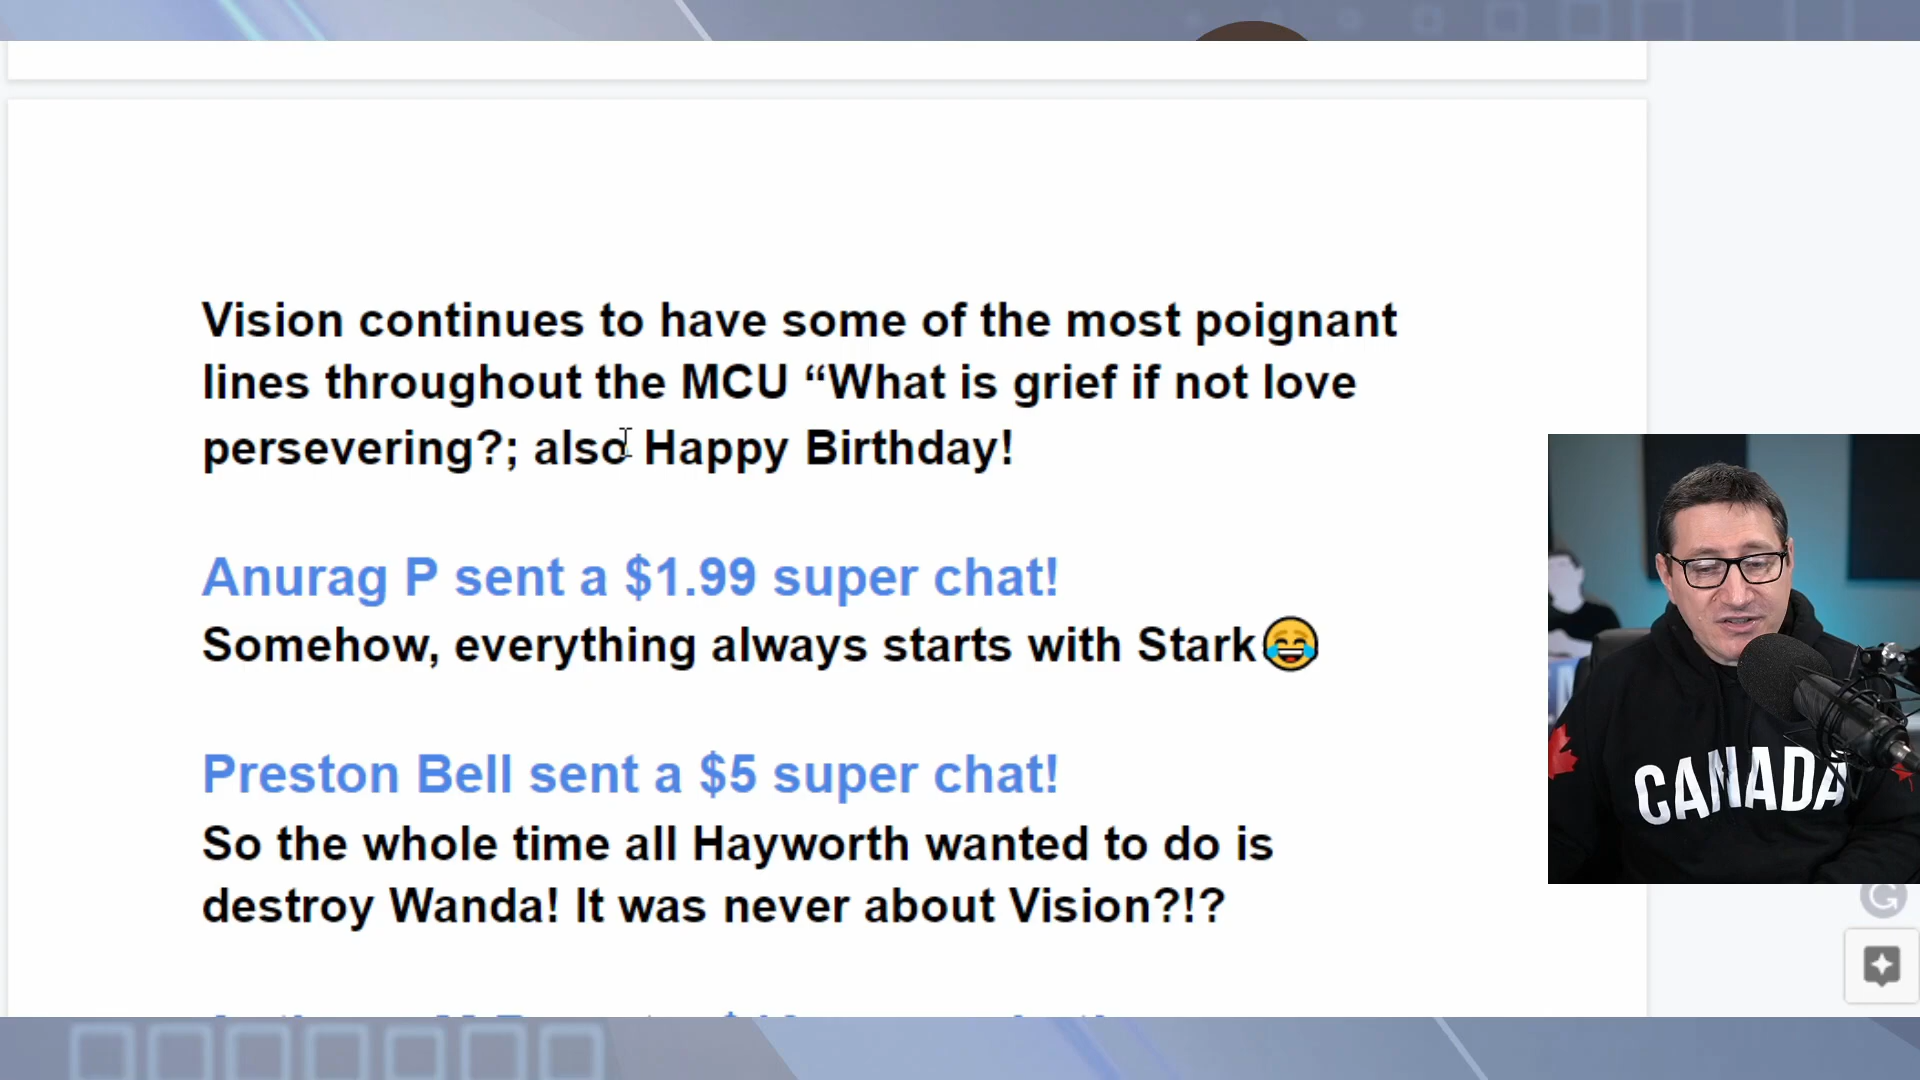 Vision continues to have some of the most poignant
lines throughout the MCU “What is grief if not love
persevering?; also Happy Birthday!
Anurag P sent a $1.99 super chat!
Somehow, everything always starts with Stark😂
Preston Bell sent a $5 super chat!
So the whole time all Hayworth wanted to do is
destroy Wanda! It was never about Vision?!?
CANADA